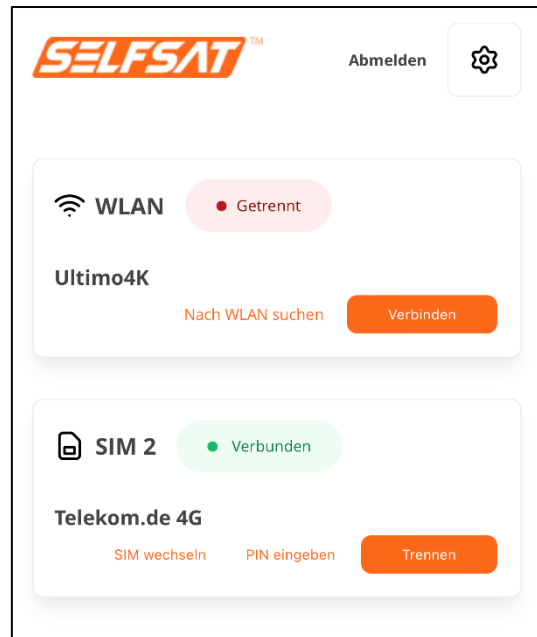 SELFSAT™
Abmelden
WLAN
Getrennt
Ultimo4K
Nach WLAN suchen
Verbinden
SIM 2
Verbunden
Telekom.de 4G
SIM wechseln
PIN eingeben
Trennen